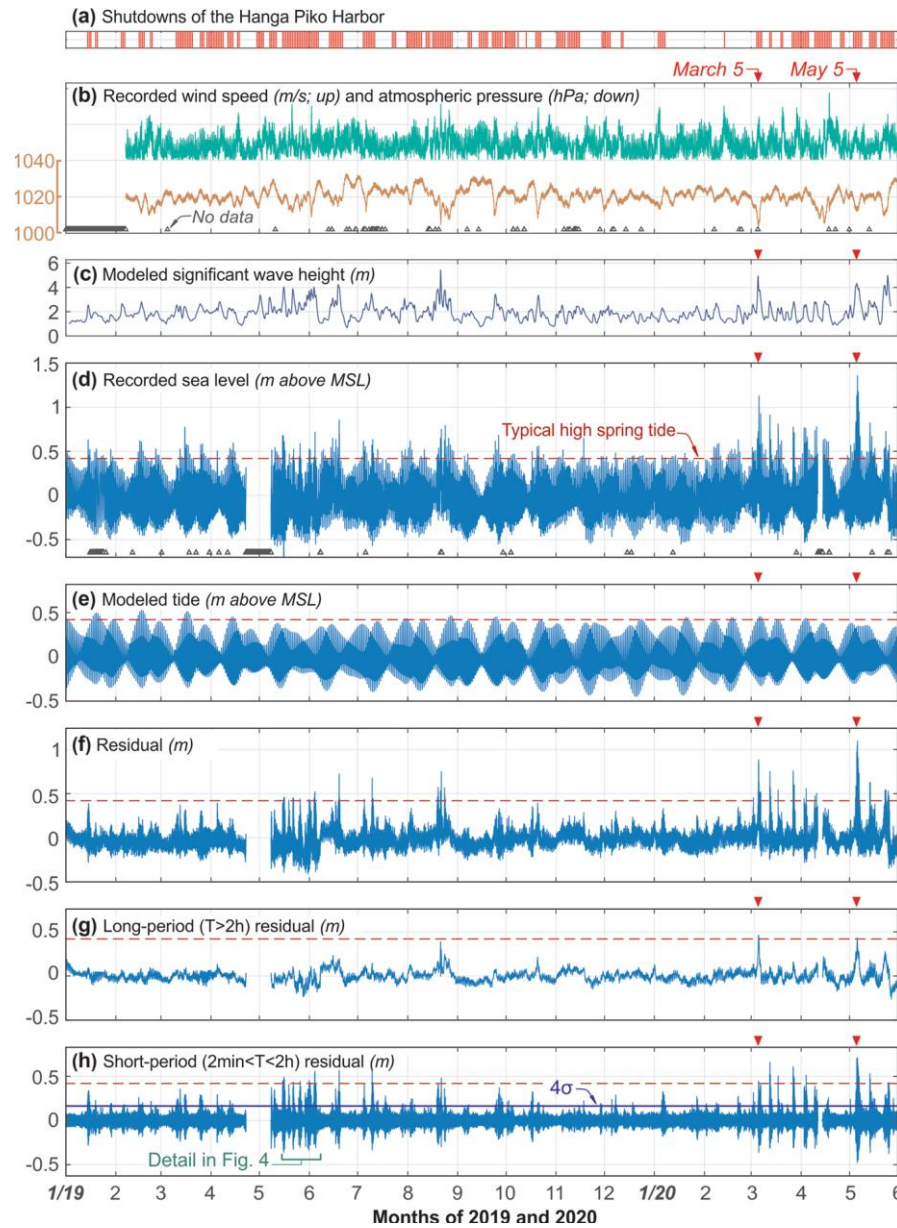 (a) Shutdowns of the Hanga Piko Harbor
March 5 May 5
(b) Recorded wind speed (m/s; up) and atmospheric pressure (hPa; down)
1040
1020
1000
No data
(c) Modeled significant wave height (m)
6
4
2
0
(d) Recorded sea level (m above MSL)
1.5
1
0.5
0
-0.5
Typical high spring tide
(e) Modeled tide (m above MSL)
0.5
0
-0.5
(f) Residual (m)
1
0.5
0
-0.5
(g) Long-period (T>2h) residual (m)
0.5
0
-0.5
(h) Short-period (2min<T<2h) residual (m)
0.5
0
-0.5
4σ
Detail in Fig. 4
1/19 2 3 4 5 6 7 8 9 10 11 12 1/20 2 3 4 5 6
Months of 2019 and 2020